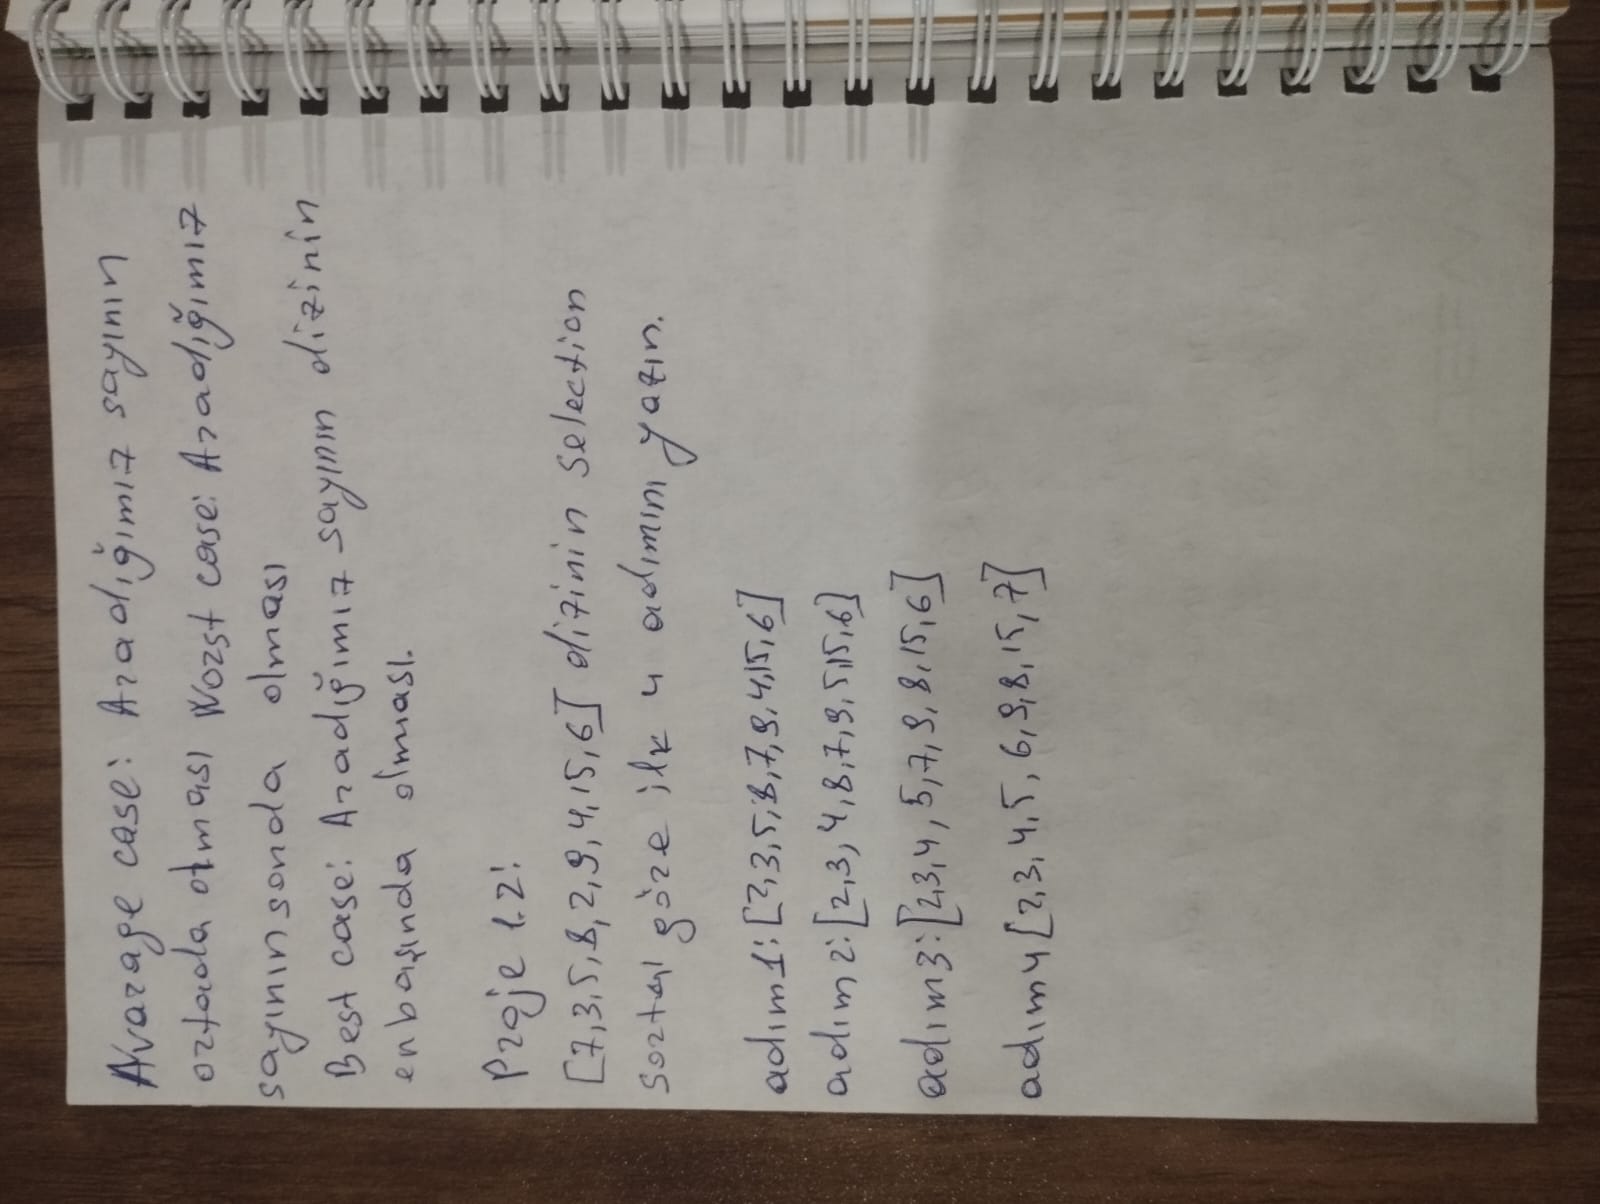 Avarage case: Aradığımız sayının
ortada olması Worst case: Aradığımız
sayının sonda olması
Best case: Aradığımız sayının dizinin
en başında olması.
Proje 1.2:
[7,3,5,8,2,9,4,15,6] dizinin selection
sorta göre ilk 4 adımını yazın.
adım1:[2,3,5,8,7,9,4,15,6]
adım2:[2,3,4,8,7,9,5,15,6]
adım3:[2,3,4,5,7,9,8,15,6]
adım4[2,3,4,5,6,9,8,15,7]